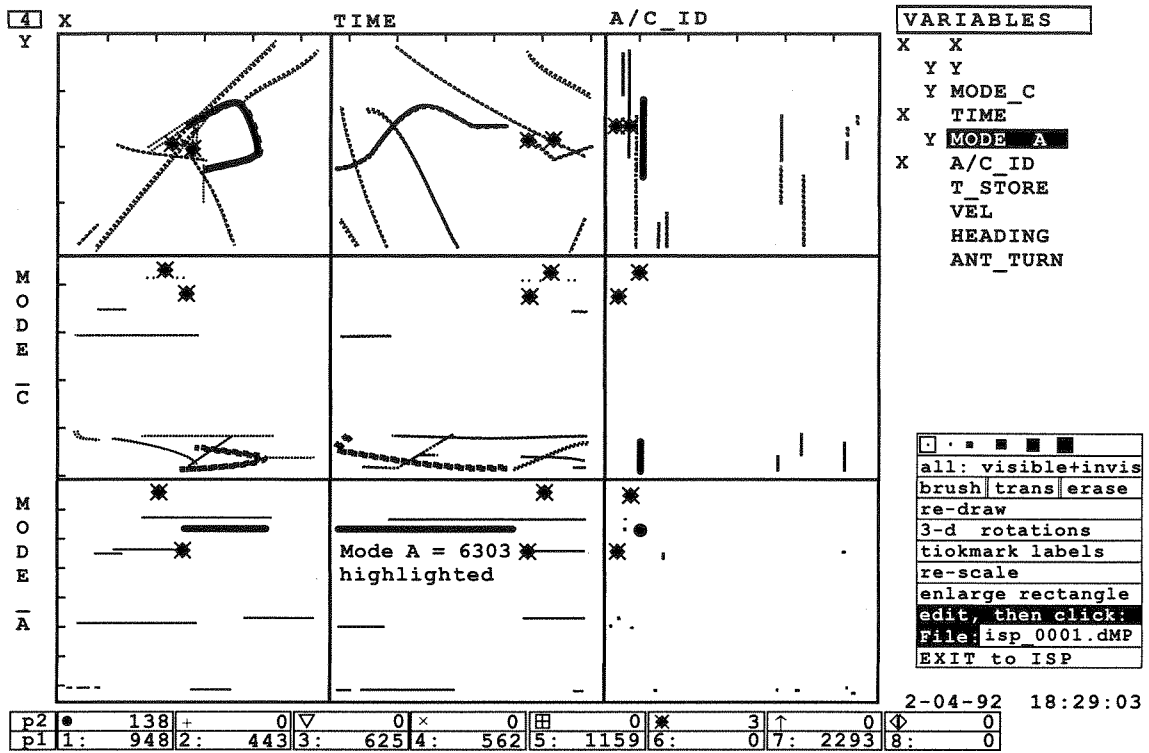 4 X TIME A/C_ID
Y
MODE_C
MODE_A
Mode A = 6303
highlighted
VARIABLES
X X
Y Y
Y MODE_C
X TIME
Y MODE A
X A/C_ID
T_STORE
VEL
HEADING
ANT_TURN
all: visible+invis
brush trans erase
re-draw
3-d rotations
tiokmark labels
re-scale
enlarge rectangle
edit, then click:
File: isp_0001.dMP
EXIT to ISP
2-04-92 18:29:03
p2 138 + 0 0 × 0 0 3 ↑ 0 0
p1 1: 948 2: 443 3: 625 4: 562 5: 1159 6: 0 7: 2293 8: 0